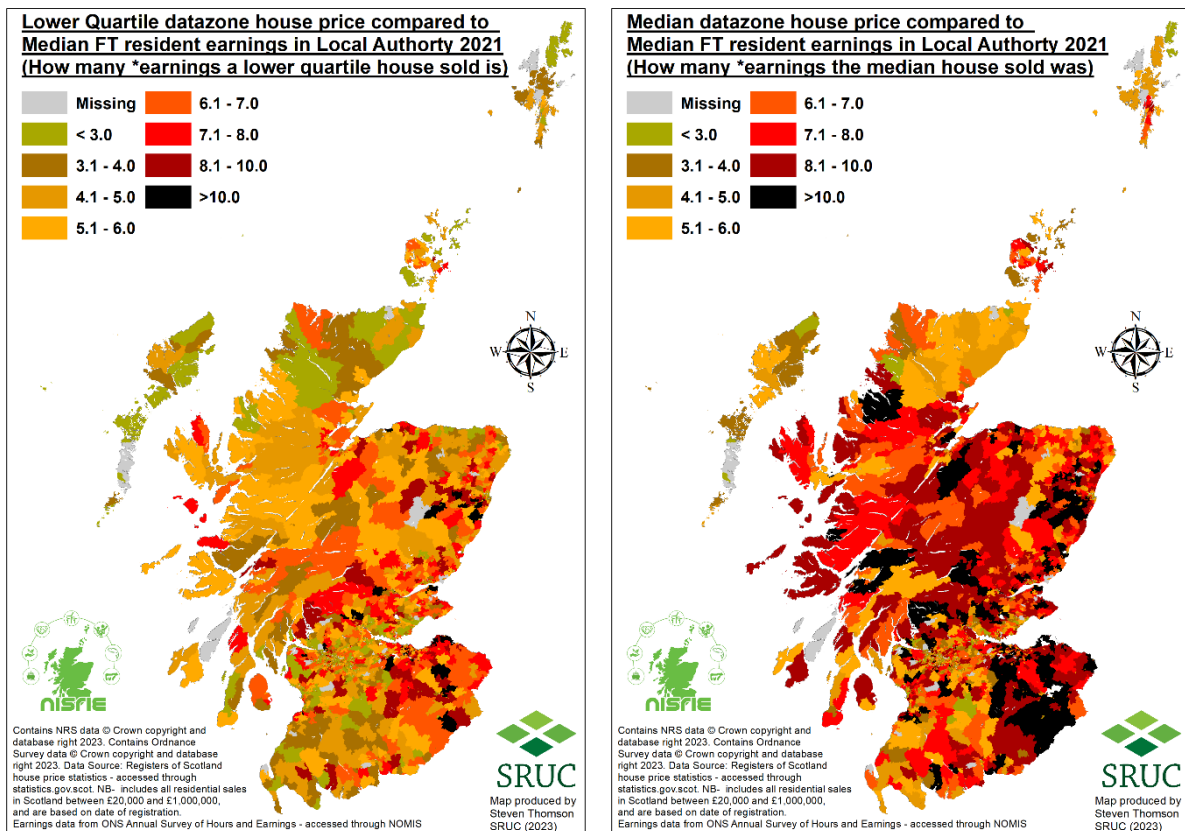 Lower Quartile datazone house price compared to
Median FT resident earnings in Local Authorty 2021
(How many *earnings a lower quartile house sold is)
Missing
< 3.0
3.1 - 4.0
4.1 - 5.0
5.1 - 6.0
6.1 - 7.0
7.1 - 8.0
8.1 - 10.0
>10.0
N
W
E
S
nisrie
Contains NRS data © Crown copyright and
database right 2023. Contains Ordnance
Survey data © Crown copyright and database
right 2023. Data Source: Registers of Scotland
house price statistics - accessed through
statistics.gov.scot. NB- includes all residential sales
in Scotland between £20,000 and £1,000,000,
and are based on date of registration.
Earnings data from ONS Annual Survey of Hours and Earnings - accessed through NOMIS
SRUC
Map produced by
Steven Thomson
SRUC (2023)
Median datazone house price compared to
Median FT resident earnings in Local Authorty 2021
(How many *earnings the median house sold was)
Missing
< 3.0
3.1 - 4.0
4.1 - 5.0
5.1 - 6.0
6.1 - 7.0
7.1 - 8.0
8.1 - 10.0
>10.0
N
W
E
S
nisrie
Contains NRS data © Crown copyright and
database right 2023. Contains Ordnance
Survey data © Crown copyright and database
right 2023. Data Source: Registers of Scotland
house price statistics - accessed through
statistics.gov.scot. NB- includes all residential sales
in Scotland between £20,000 and £1,000,000,
and are based on date of registration.
Earnings data from ONS Annual Survey of Hours and Earnings - accessed through NOMIS
SRUC
Map produced by
Steven Thomson
SRUC (2023)